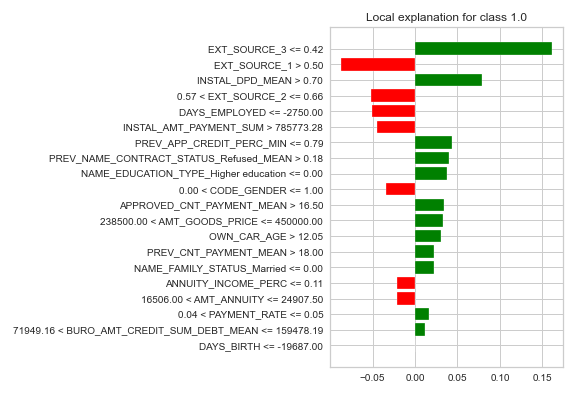 Local explanation for class 1.0
EXT_SOURCE_3 <= 0.42
EXT_SOURCE_1 > 0.50
INSTAL_DPD_MEAN > 0.70
0.57 < EXT_SOURCE_2 <= 0.66
DAYS_EMPLOYED <= -2750.00
INSTAL_AMT_PAYMENT_SUM > 785773.28
PREV_APP_CREDIT_PERC_MIN <= 0.79
PREV_NAME_CONTRACT_STATUS_Refused_MEAN > 0.18
NAME_EDUCATION_TYPE_Higher education <= 0.00
0.00 < CODE_GENDER <= 1.00
APPROVED_CNT_PAYMENT_MEAN > 16.50
238500.00 < AMT_GOODS_PRICE <= 450000.00
OWN_CAR_AGE > 12.05
PREV_CNT_PAYMENT_MEAN > 18.00
NAME_FAMILY_STATUS_Married <= 0.00
ANNUITY_INCOME_PERC <= 0.11
16506.00 < AMT_ANNUITY <= 24907.50
0.04 < PAYMENT_RATE <= 0.05
71949.16 < BURO_AMT_CREDIT_SUM_DEBT_MEAN <= 159478.19
DAYS_BIRTH <= -19687.00
−0.05 0.00 0.05 0.10 0.15